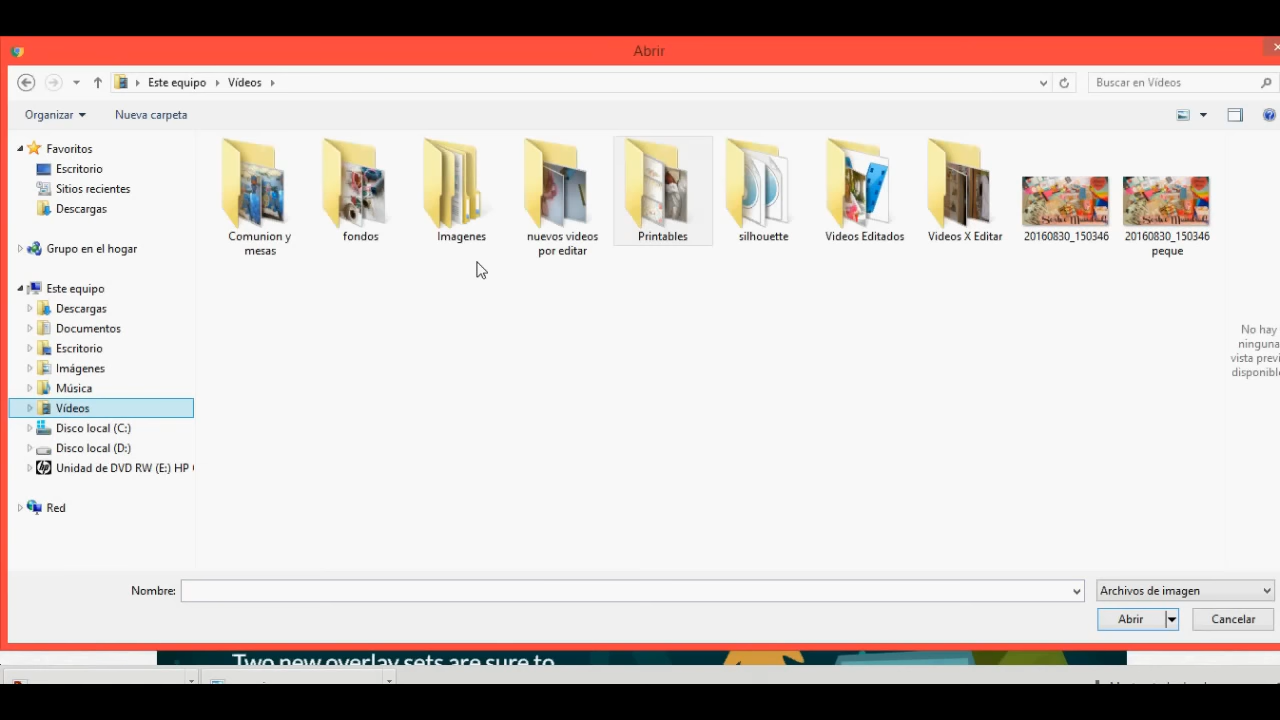 Abrir
Este equipo
Vídeos
Buscar en Vídeos
Organizar
Nueva carpeta
Favoritos
Escritorio
Sitios recientes
Descargas
Grupo en el hogar
Este equipo
Descargas
Documentos
Escritorio
Imágenes
Música
Vídeos
Disco local (C:)
Disco local (D:)
Unidad de DVD RW (E:) HP
Red
Comunion y
mesas
fondos
Imagenes
nuevos videos
por editar
Printables
silhouette
Videos Editados
Videos X Editar
20160830_150346
20160830_150346
peque
No hay
ninguna
vista previ
disponible
Nombre:
Archivos de imagen
Abrir
Cancelar
Two new overlay sets are sure to